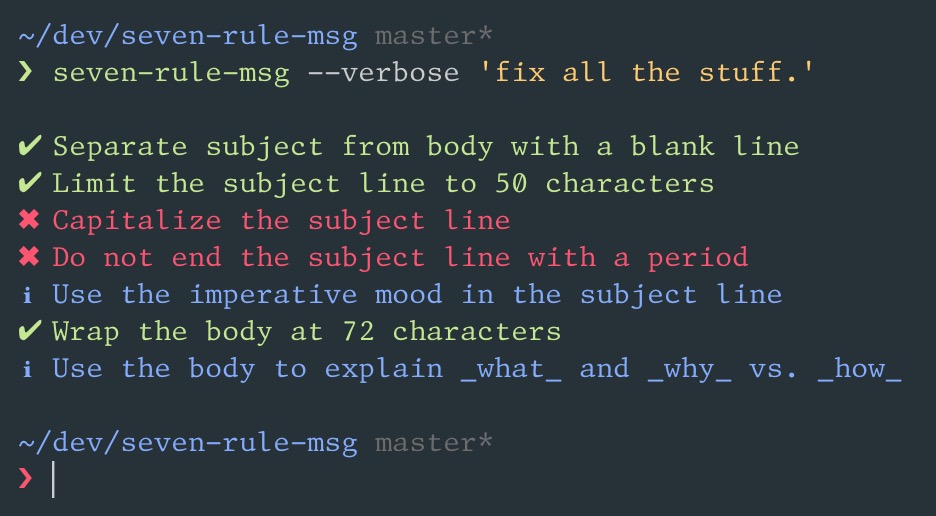 ~/dev/seven-rule-msg master*
❯ seven-rule-msg --verbose 'fix all the stuff.'
✔ Separate subject from body with a blank line
✔ Limit the subject line to 50 characters
✖ Capitalize the subject line
✖ Do not end the subject line with a period
ℹ Use the imperative mood in the subject line
✔ Wrap the body at 72 characters
ℹ Use the body to explain _what_ and _why_ vs. _how_
~/dev/seven-rule-msg master*
❯